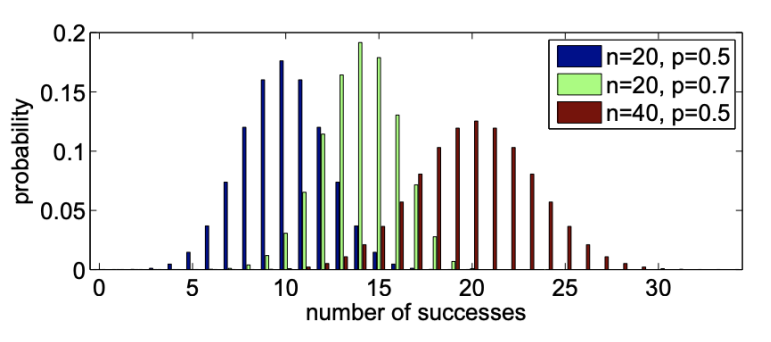 0.2
0.15
0.1
0.05
0
probability
0 5 10 15 20 25 30
number of successes
n=20, p=0.5
n=20, p=0.7
n=40, p=0.5